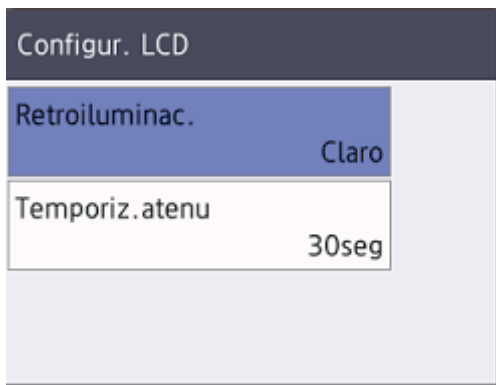 Configur. LCD
Retroiluminac.
Claro
Temporiz.atenu
30seg